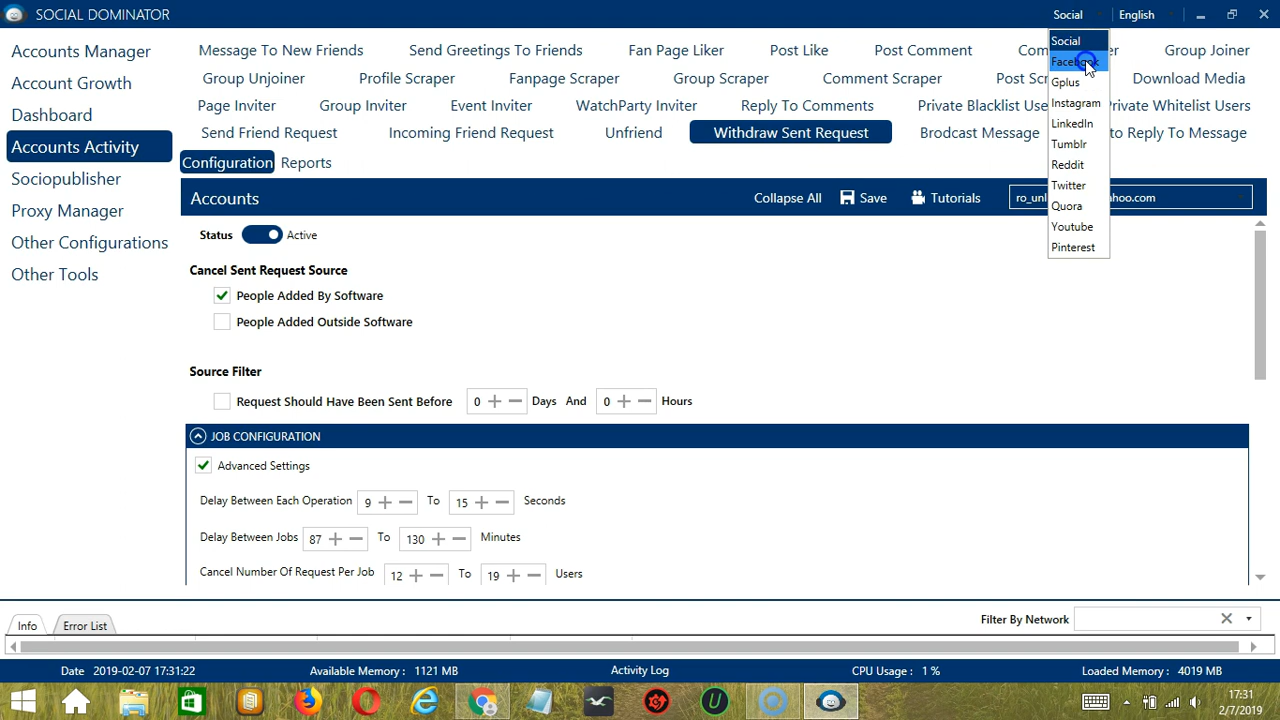 SOCIAL DOMINATOR
Social English
Accounts Manager
Account Growth
Dashboard
Accounts Activity
Sociopublisher
Proxy Manager
Other Configurations
Other Tools
Message To New Friends Send Greetings To Friends Fan Page Liker Post Like Post Comment Group Joiner
Group Unjoiner Profile Scraper Fanpage Scraper Group Scraper Comment Scraper Post Download Media
Page Inviter Group Inviter Event Inviter WatchParty Inviter Reply To Comments Private Blacklist Private Whitelist Users
Send Friend Request Incoming Friend Request Unfriend Withdraw Sent Request Brodcast Message to Reply To Message
Social
Facebook
Gplus
Instagram
LinkedIn
Tumblr
Reddit
Twitter
Quora
Youtube
Pinterest
Configuration Reports
Accounts Collapse All Save Tutorials
Status Active
Cancel Sent Request Source
People Added By Software
People Added Outside Software
Source Filter
Request Should Have Been Sent Before 0 Days And 0 Hours
JOB CONFIGURATION
Advanced Settings
Delay Between Each Operation 9 To 15 Seconds
Delay Between Jobs 87 To 130 Minutes
Cancel Number Of Request Per Job 12 To 19 Users
Info Error List Filter By Network
Date 2019-02-07 17:31:22 Available Memory : 1121 MB Activity Log CPU Usage : 1 % Loaded Memory : 4019 MB
17:31
2/7/2019